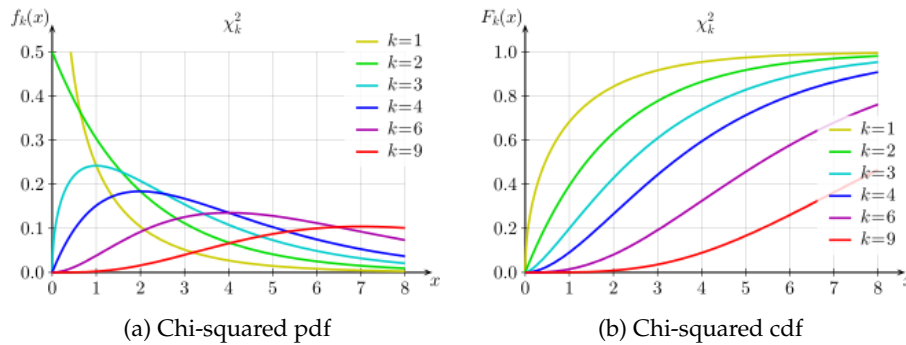 f_k(x)
χ²_k
0.5
0.4
0.3
0.2
0.1
0.0
0 1 2 3 4 5 6 7 8 x
k=1
k=2
k=3
k=4
k=6
k=9
(a) Chi-squared pdf
F_k(x)
χ²_k
1.0
0.8
0.6
0.4
0.2
0.0
0 1 2 3 4 5 6 7 8 x
k=1
k=2
k=3
k=4
k=6
k=9
(b) Chi-squared cdf